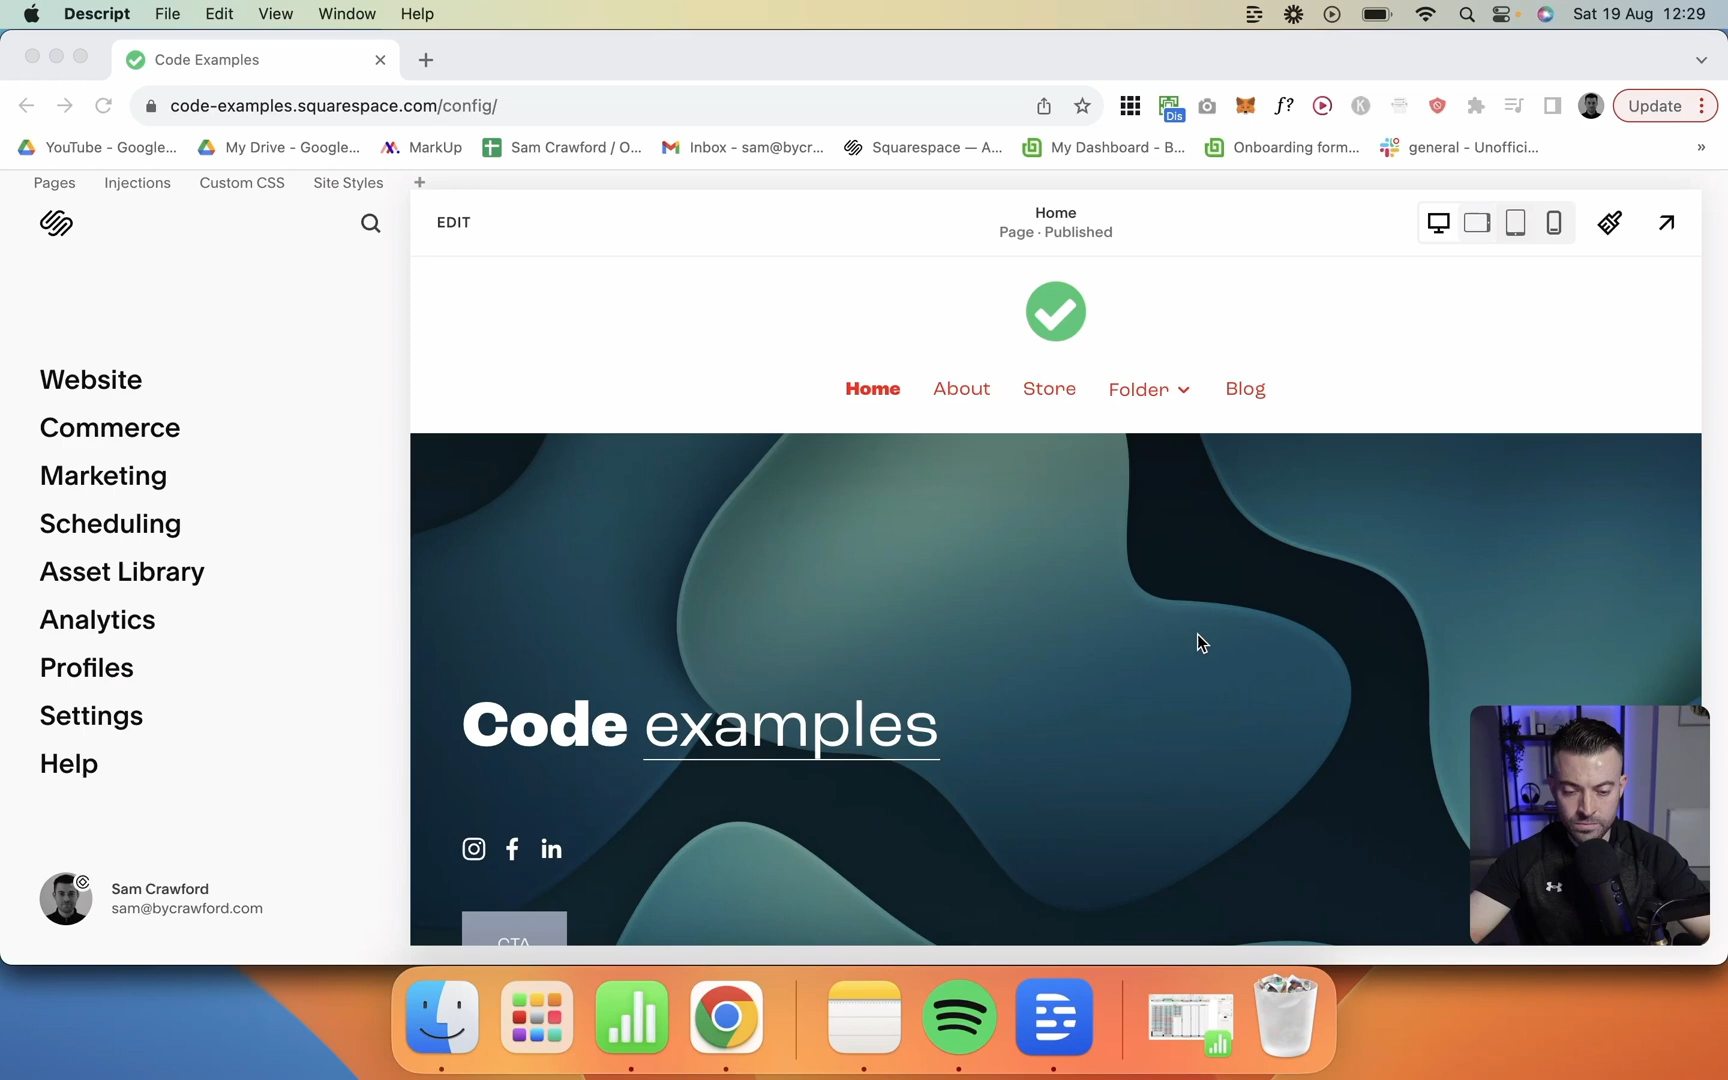 Descript File Edit View Window Help Sat 19 Aug 12:29
Code Examples
code-examples.squarespace.com/config/ Dis f? K Update
YouTube - Google... My Drive - Google... MarkUp Sam Crawford / O... Inbox - sam@bycr... Squarespace — A... My Dashboard - B... Onboarding form... general - Unoffici... »
Pages Injections Custom CSS Site Styles +
EDIT
Home
Page · Published
Home About Store Folder Blog
Website
Commerce
Marketing
Scheduling
Asset Library
Analytics
Profiles
Settings
Help
Code examples
CTA
Sam Crawford
sam@bycrawford.com